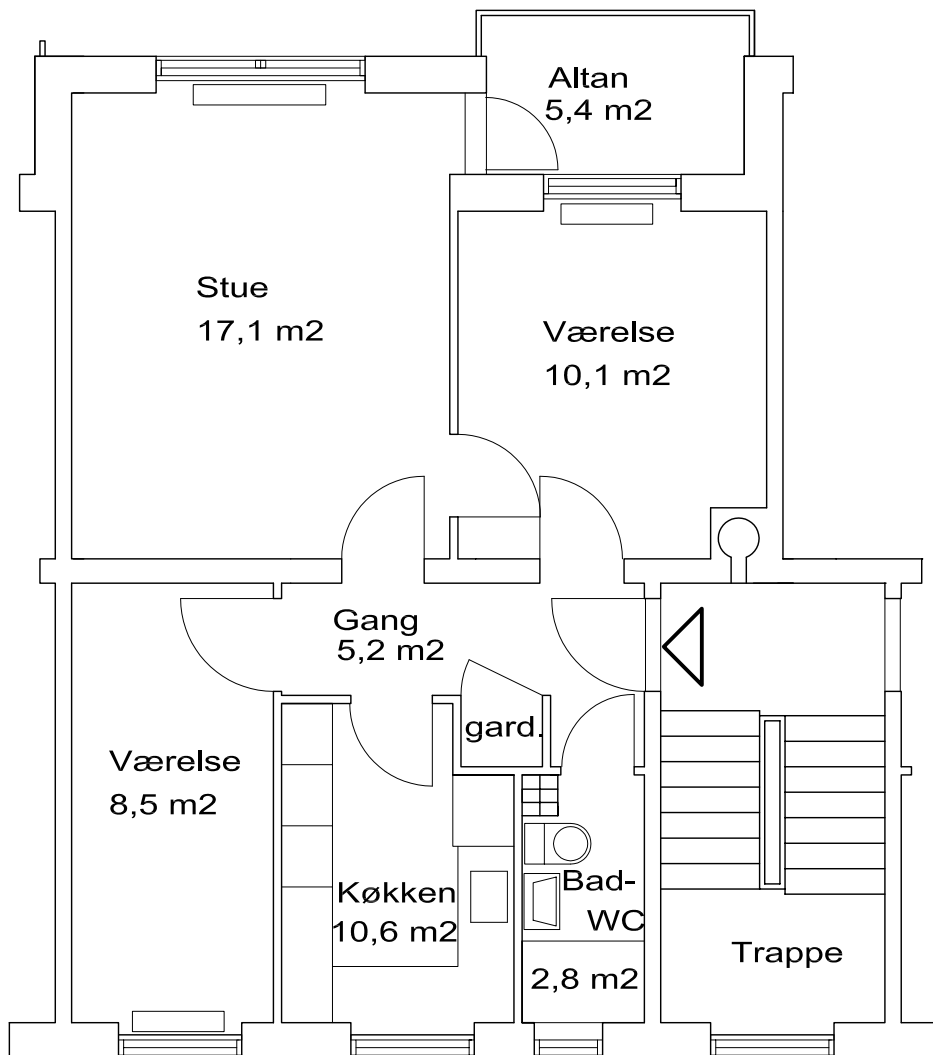 Altan
5,4 m2
Stue
17,1 m2
Værelse
10,1 m2
Gang
5,2 m2
gard.
Værelse
8,5 m2
Køkken
10,6 m2
Bad-
WC
2,8 m2
Trappe